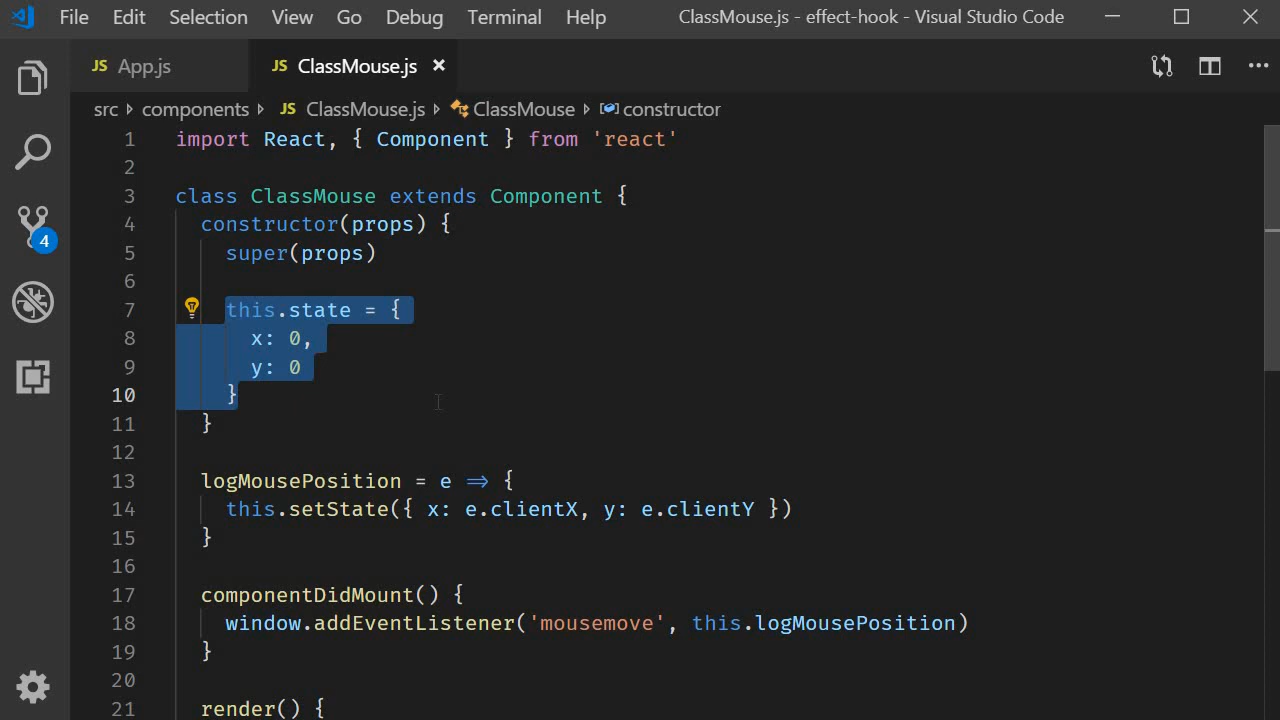 File Edit Selection View Go Debug Terminal Help ClassMouse.js - effect-hook - Visual Studio Code
JS App.js JS ClassMouse.js
src components JS ClassMouse.js ClassMouse constructor
1 import React, { Component } from 'react'
2
3 class ClassMouse extends Component {
4 constructor(props) {
5 super(props)
6
7 this.state = {
8 x: 0,
9 y: 0
10 }
11 }
12
13 logMousePosition = e => {
14 this.setState({ x: e.clientX, y: e.clientY })
15 }
16
17 componentDidMount() {
18 window.addEventListener('mousemove', this.logMousePosition)
19 }
20
21 render() {
4